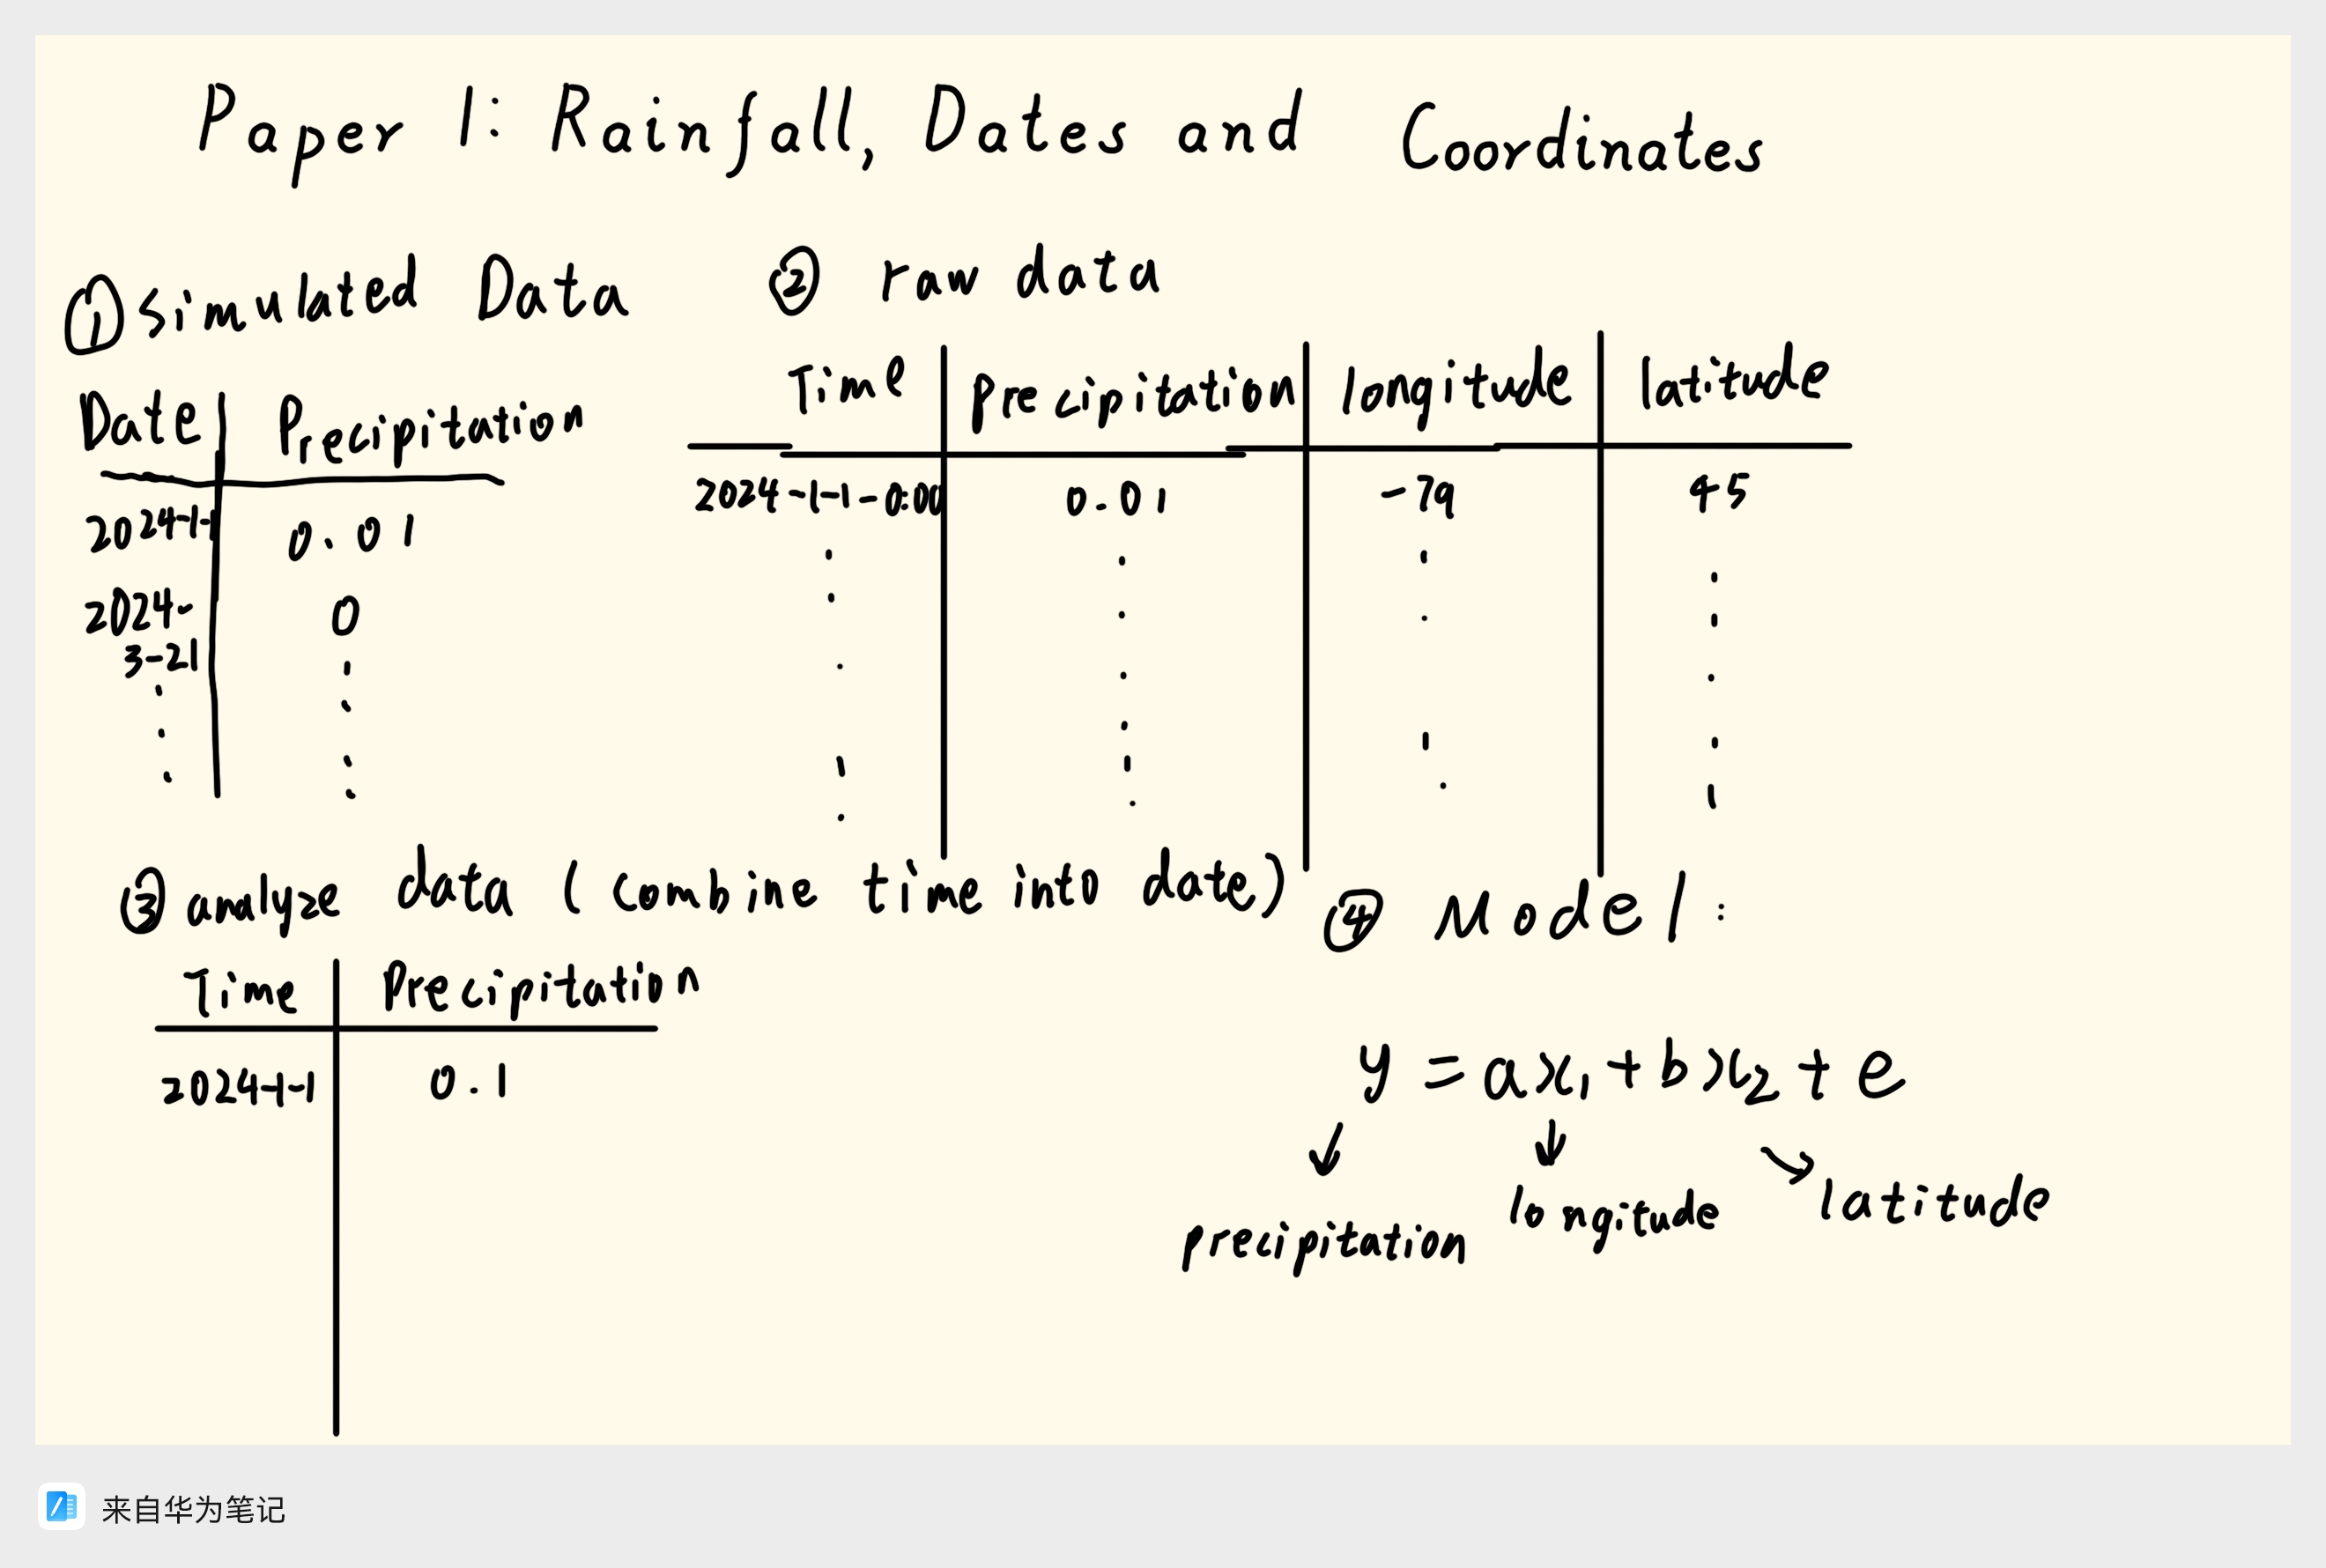 Paper 1: Rainfall, Dates and Coordinates
① Simulated Data
Date Precipitation
2024-1-1 0.01
2024-3-21 0
② raw data
Time Precipitation longitude latitude
2024-1-1-0:00 0.01 -79 45
③ analyze data (combine time into date)
Time Precipitation
2024-1-1 0.1
④ Model:
y = ax₁ + bx₂ + e
precipitation longitude latitude
来自华为笔记